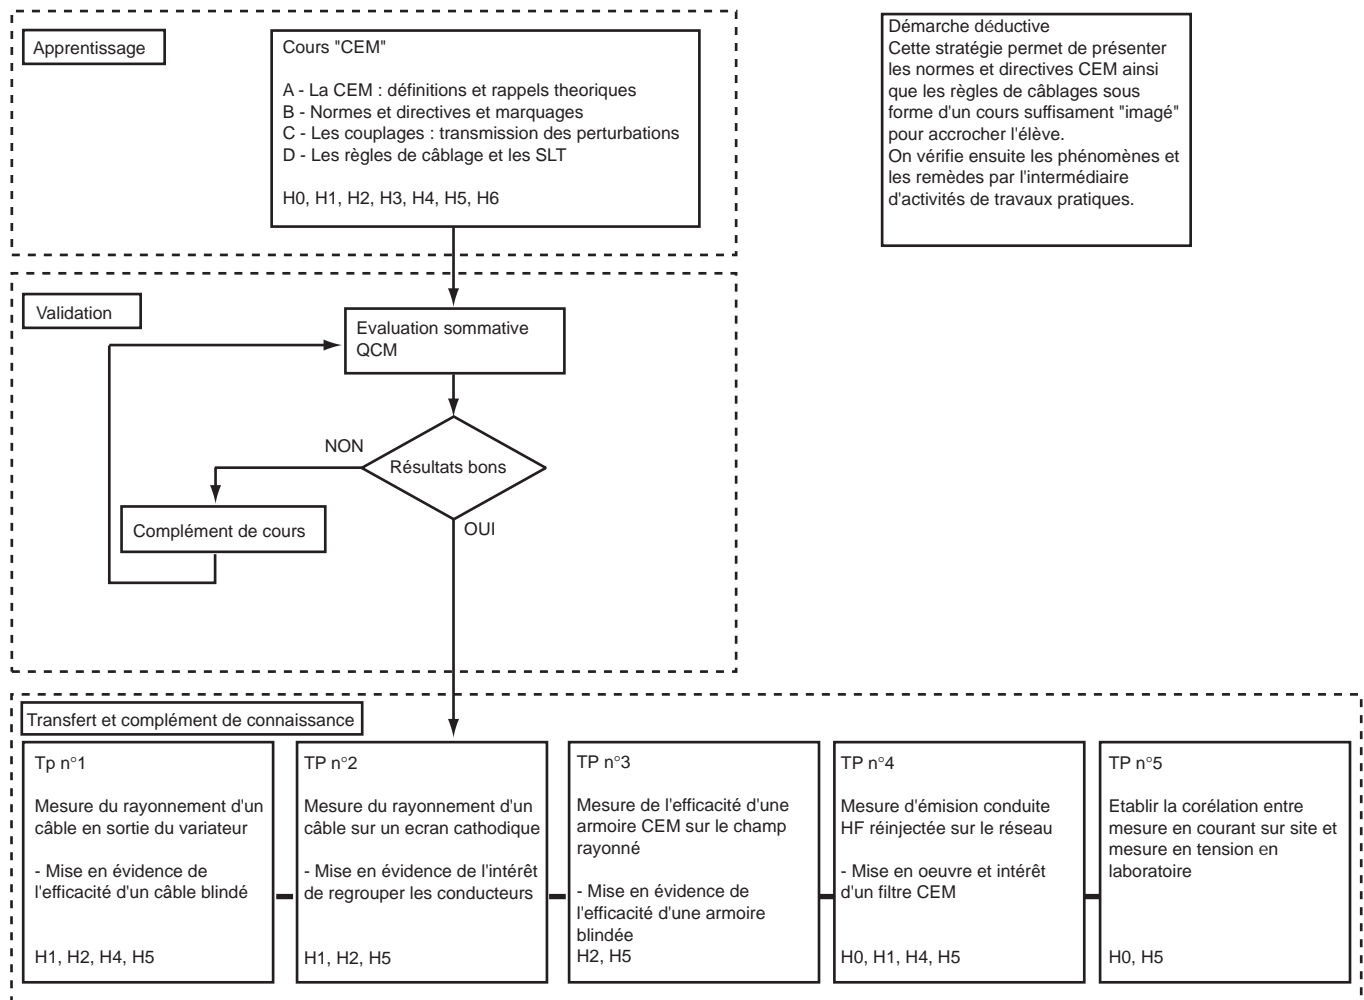 Apprentissage
Cours "CEM"
A - La CEM : définitions et rappels theoriques
B - Normes et directives et marquages
C - Les couplages : transmission des perturbations
D - Les règles de câblage et les SLT
H0, H1, H2, H3, H4, H5, H6
Démarche déductive
Cette stratégie permet de présenter
les normes et directives CEM ainsi
que les règles de câblages sous
forme d'un cours suffisament "imagé"
pour accrocher l'élève.
On vérifie ensuite les phénomènes et
les remèdes par l'intermédiaire
d'activités de travaux pratiques.
Validation
Evaluation sommative
QCM
NON
Résultats bons
Complément de cours
OUI
Transfert et complément de connaissance
Tp n°1
Mesure du rayonnement d'un
câble en sortie du variateur
- Mise en évidence de
l'efficacité d'un câble blindé
H1, H2, H4, H5
TP n°2
Mesure du rayonnement d'un
câble sur un ecran cathodique
- Mise en évidence de l'intérêt
de regrouper les conducteurs
H1, H2, H5
TP n°3
Mesure de l'efficacité d'une
armoire CEM sur le champ
rayonné
- Mise en évidence de
l'efficacité d'une armoire
blindée
H2, H5
TP n°4
Mesure d'émission conduite
HF réinjectée sur le réseau
- Mise en oeuvre et intérêt
d'un filtre CEM
H0, H1, H4, H5
TP n°5
Etablir la corélation entre
mesure en courant sur site et
mesure en tension en
laboratoire
H0, H5